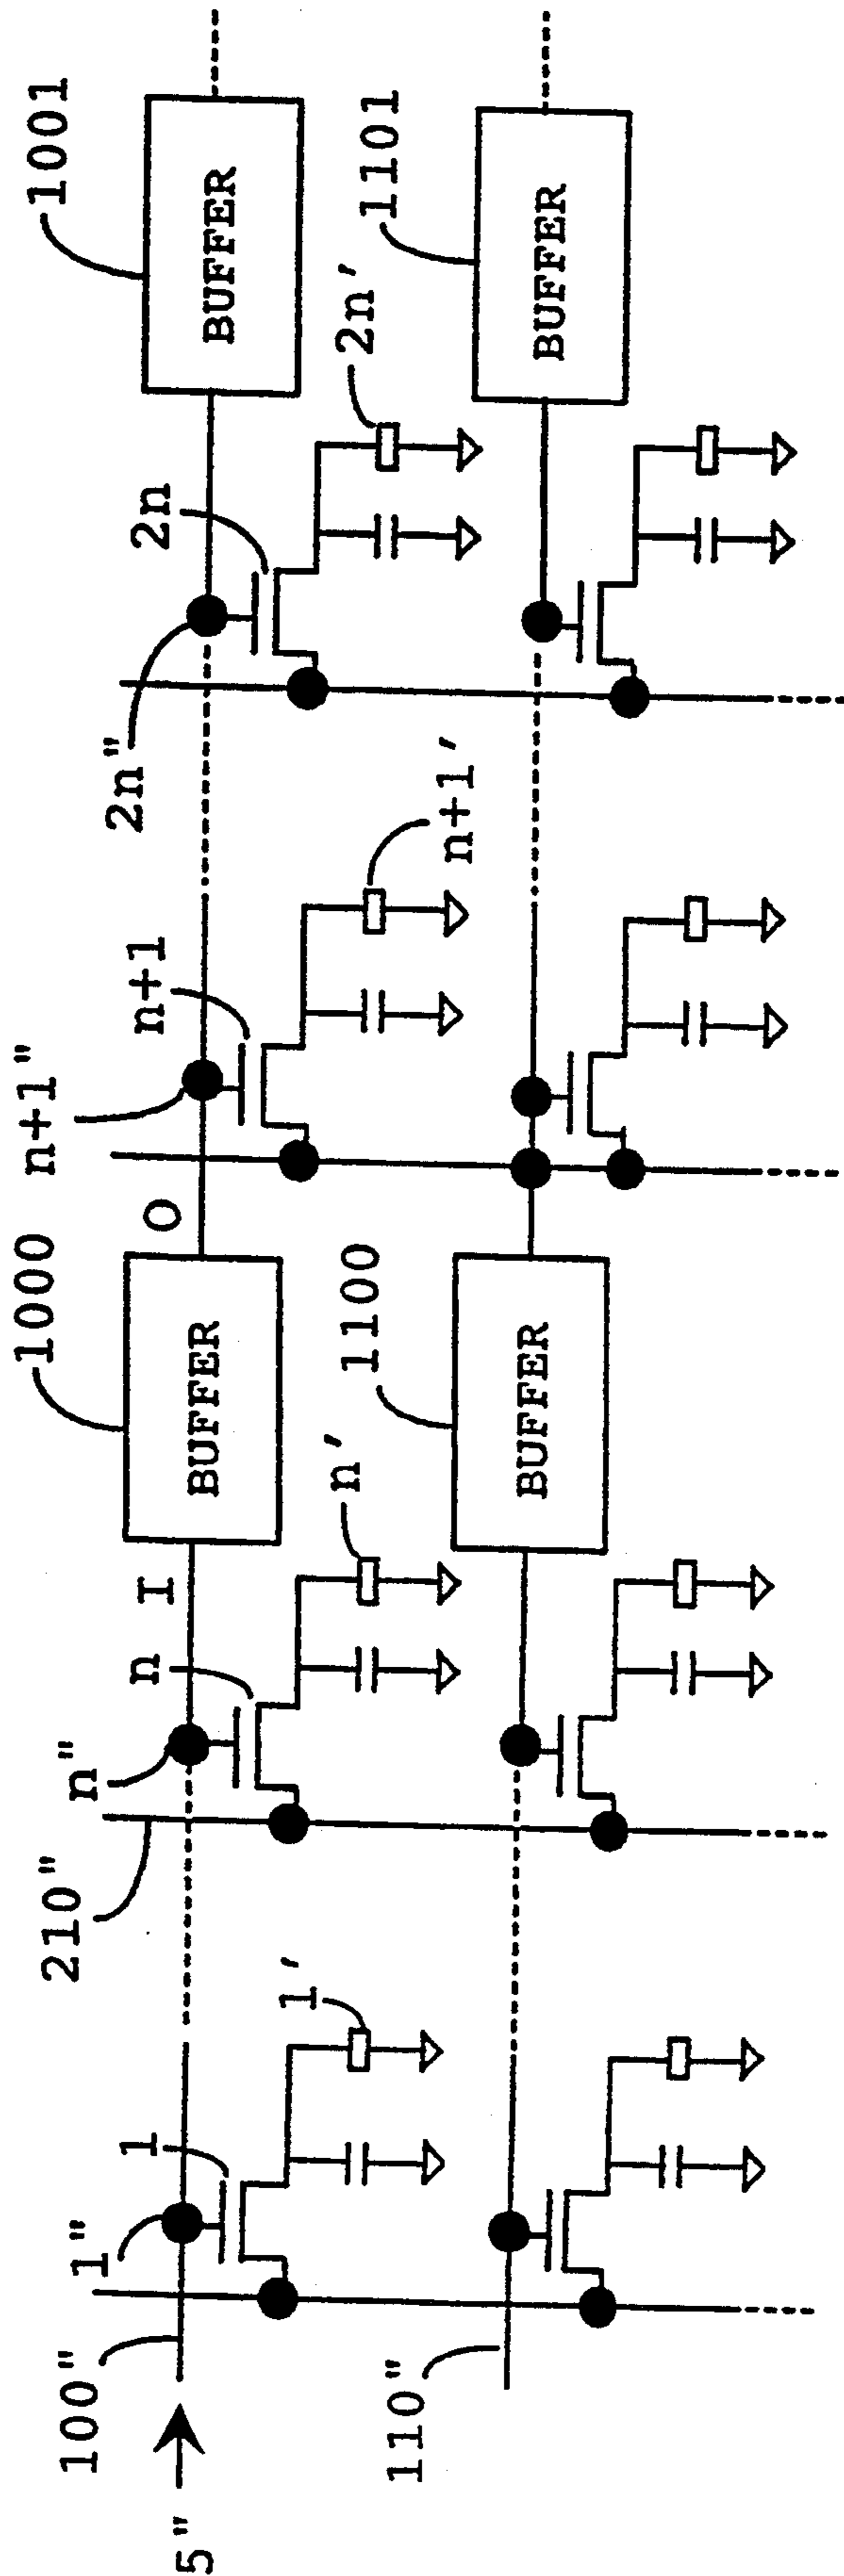 1000 n+1" 1001
210" n" n I O n+1 2n" 2n
100" 1" 1
5"
BUFFER BUFFER
1' n' n+1' 2n'
110" 1100 1101
BUFFER BUFFER